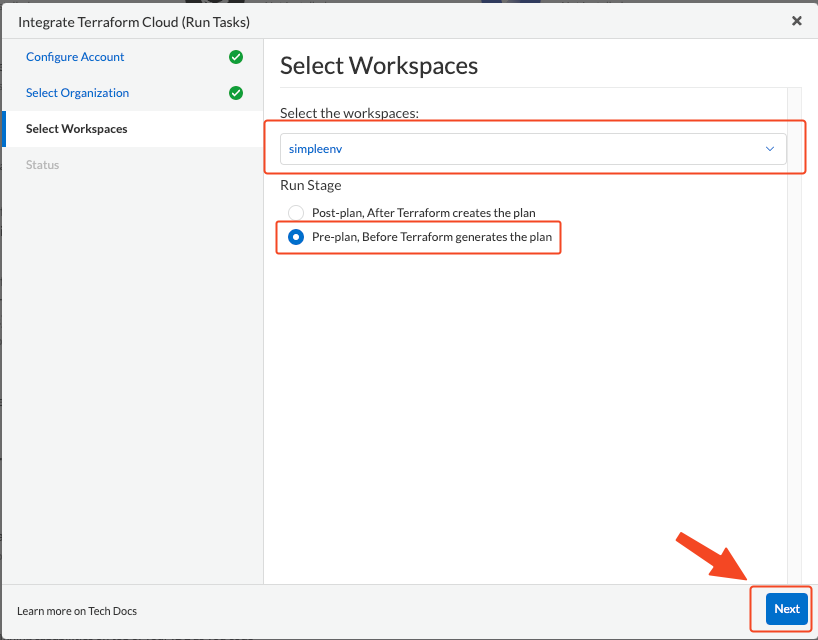 Integrate Terraform Cloud (Run Tasks)
Configure Account
Select Organization
Select Workspaces
Status
Select Workspaces
Select the workspaces:
simpleenv
Run Stage
Post-plan, After Terraform creates the plan
Pre-plan, Before Terraform generates the plan
Learn more on Tech Docs
Next